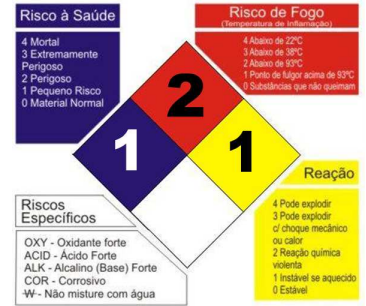 Risco à Saúde
4 Mortal
3 Extremamente
Perigoso
2 Perigoso
1 Pequeno Risco
0 Material Normal
Risco de Fogo
(Temperatura de Inflamação)
4 Abaixo de 22ºC
3 Abaixo de 38ºC
2 Abaixo de 93ºC
1 Ponto de fulgor acima de 93ºC
0 Substâncias que não queimam
2
1
1
Riscos
Específicos
OXY - Oxidante forte
ACID - Ácido Forte
ALK - Alcalino (Base) Forte
COR - Corrosivo
W - Não misture com água
Reação
4 Pode explodir
3 Pode explodir
c/ choque mecânico
ou calor
2 Reação química
violenta
1 Instável se aquecido
0 Estável